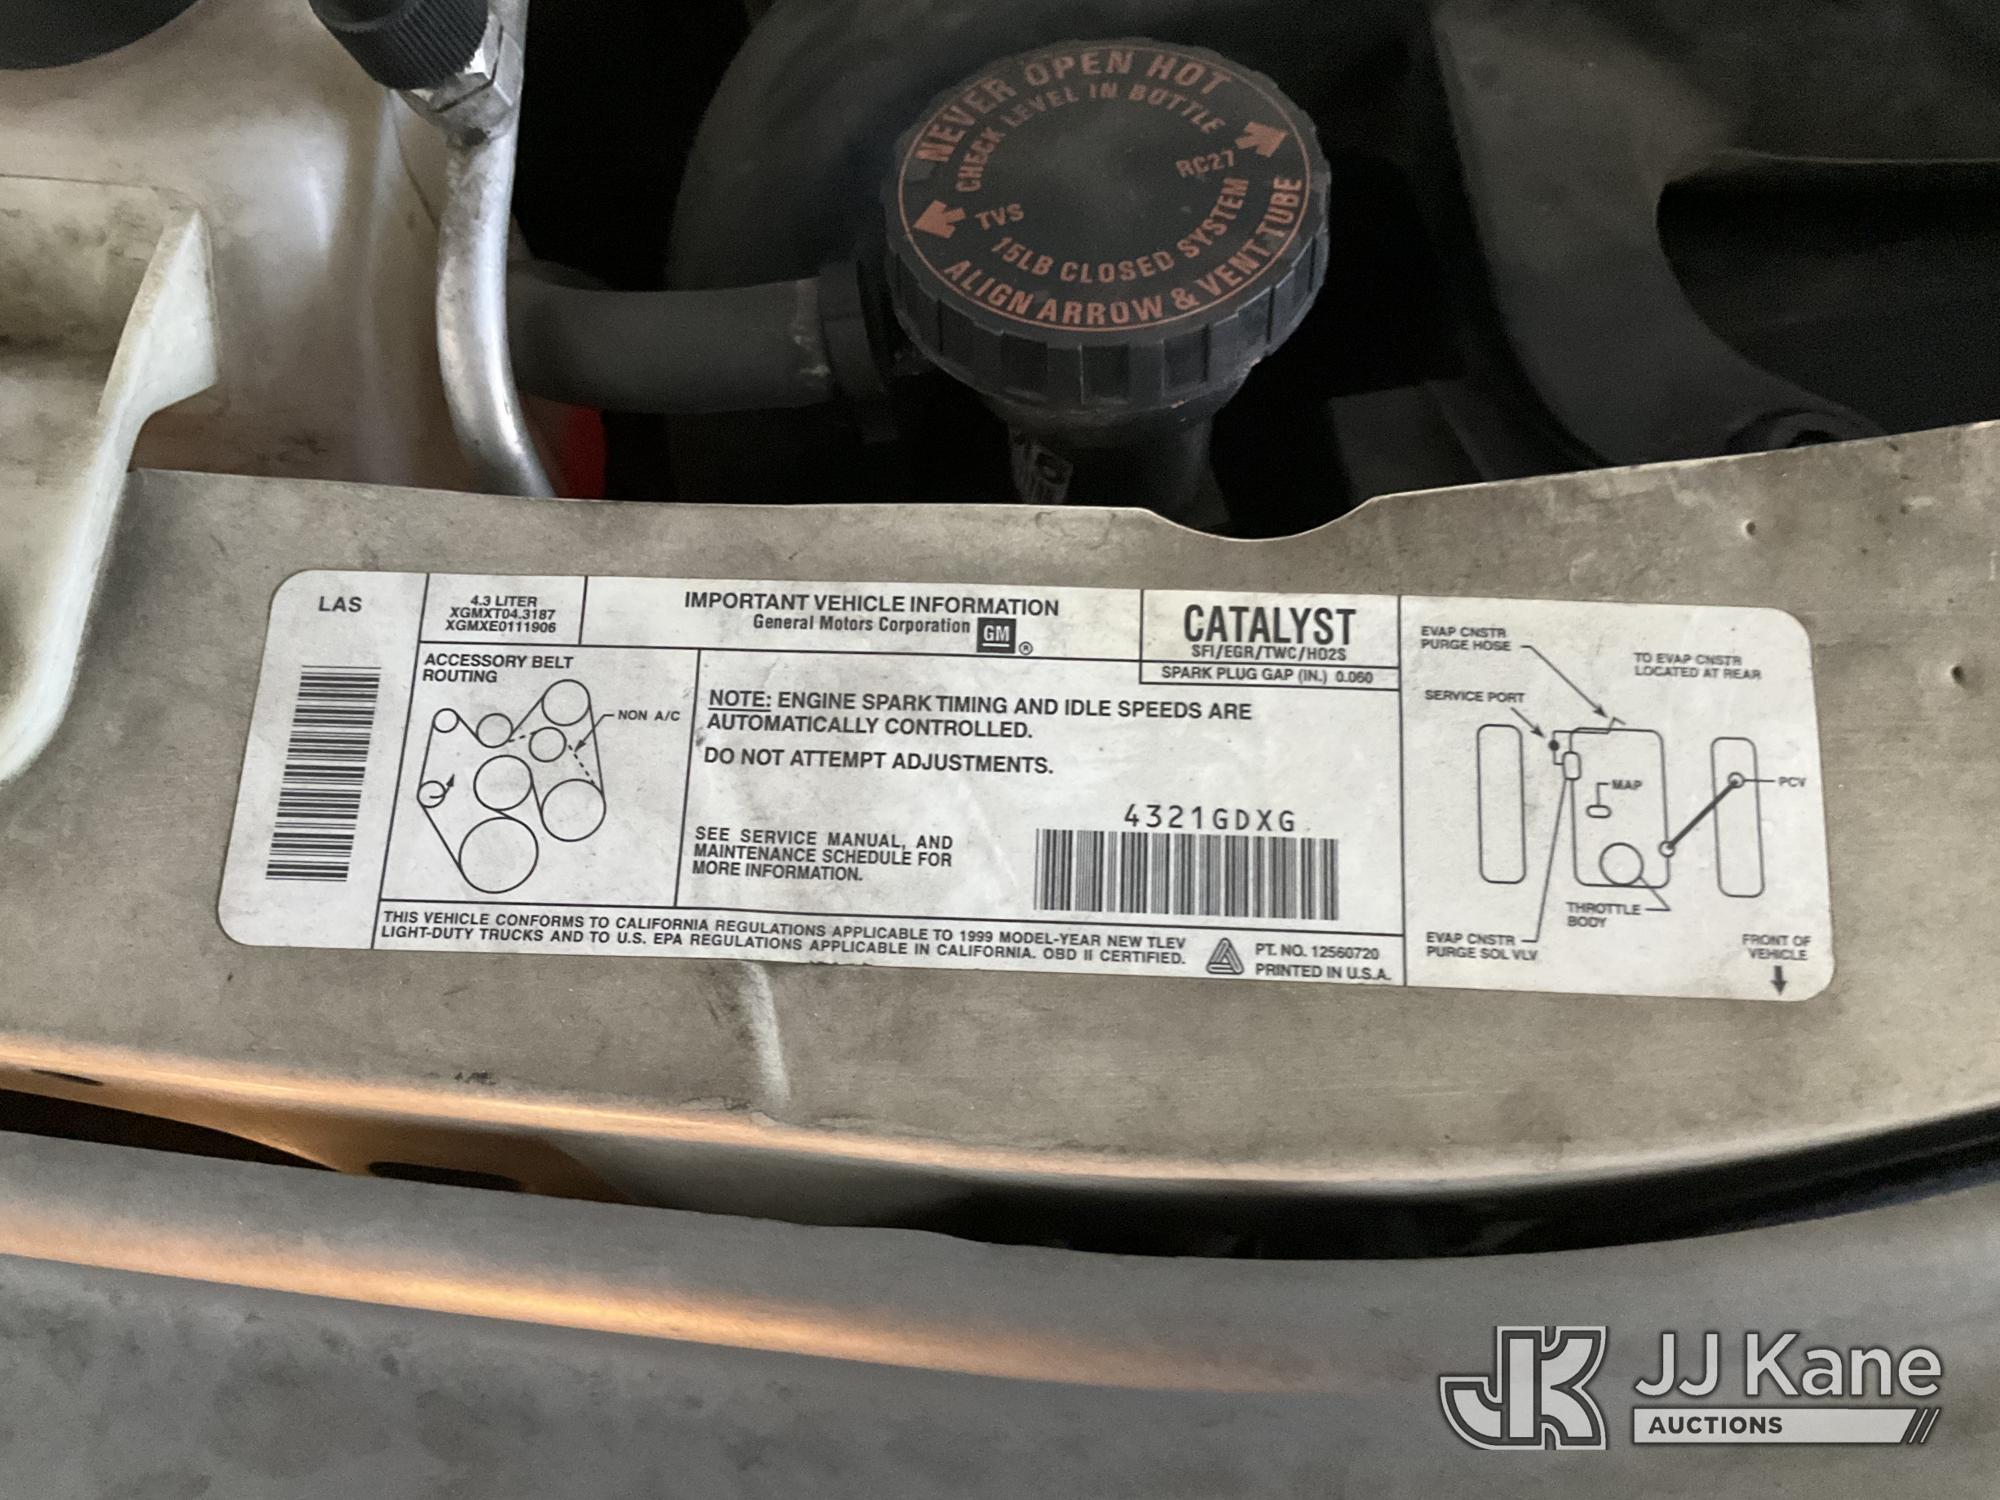 NEVER OPEN HOT
CHECK LEVEL IN BOTTLE
RC27
TVS
15LB CLOSED SYSTEM
ALIGN ARROW & VENT TUBE
LAS
4.3 LITER
XGMXT04.3187
XGMXE0111906
IMPORTANT VEHICLE INFORMATION
General Motors Corporation GM ®
CATALYST
SFI/EGR/TWC/HO2S
SPARK PLUG GAP (IN.) 0.060
ACCESSORY BELT
ROUTING
NON A/C
NOTE: ENGINE SPARK TIMING AND IDLE SPEEDS ARE
AUTOMATICALLY CONTROLLED.
DO NOT ATTEMPT ADJUSTMENTS.
4321GDXG
SEE SERVICE MANUAL, AND
MAINTENANCE SCHEDULE FOR
MORE INFORMATION.
THIS VEHICLE CONFORMS TO CALIFORNIA REGULATIONS APPLICABLE TO 1999 MODEL-YEAR NEW TLEV
LIGHT-DUTY TRUCKS AND TO U.S. EPA REGULATIONS APPLICABLE IN CALIFORNIA. OBD II CERTIFIED.
PT. NO. 12560720
PRINTED IN U.S.A.
EVAP CNSTR
PURGE HOSE
TO EVAP CNSTR
LOCATED AT REAR
SERVICE PORT
MAP
PCV
THROTTLE
BODY
EVAP CNSTR
PURGE SOL VLV
FRONT OF
VEHICLE
JK JJ Kane
AUCTIONS